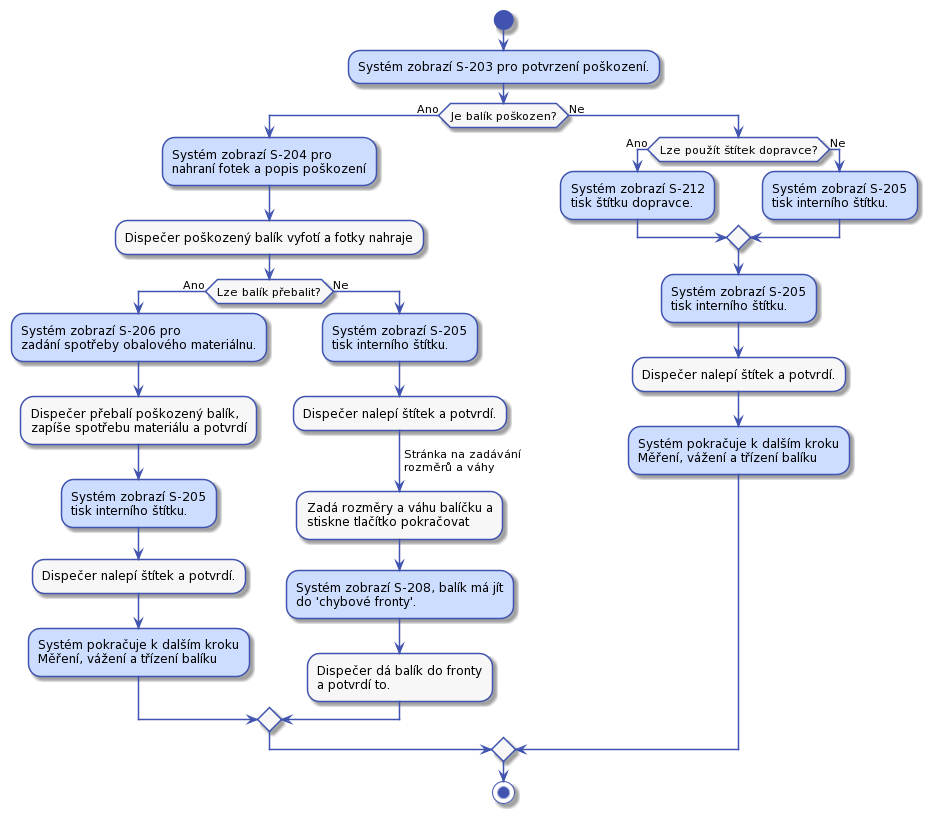 Systém zobrazí S-203 pro potvrzení poškození.
Ano
Je balík poškozen?
Ne
Systém zobrazí S-204 pro
nahraní fotek a popis poškození
Dispečer poškozený balík vyfotí a fotky nahraje
Ano
Lze balík přebalit?
Ne
Systém zobrazí S-206 pro
zadání spotřeby obalového materiálnu.
Dispečer přebalí poškozený balík,
zapíše spotřebu materiálu a potvrdí
Systém zobrazí S-205
tisk interního štítku.
Dispečer nalepí štítek a potvrdí.
Systém pokračuje k dalším kroku
Měření, vážení a třízení balíku
Systém zobrazí S-205
tisk interního štítku.
Dispečer nalepí štítek a potvrdí.
Stránka na zadávání
rozměrů a váhy
Zadá rozměry a váhu balíčku a
stiskne tlačítko pokračovat
Systém zobrazí S-208, balík má jít
do 'chybové fronty'.
Dispečer dá balík do fronty
a potvrdí to.
Ano
Lze použít štítek dopravce?
Ne
Systém zobrazí S-212
tisk štítku dopravce.
Systém zobrazí S-205
tisk interního štítku.
Systém zobrazí S-205
tisk interního štítku.
Dispečer nalepí štítek a potvrdí.
Systém pokračuje k dalším kroku
Měření, vážení a třízení balíku